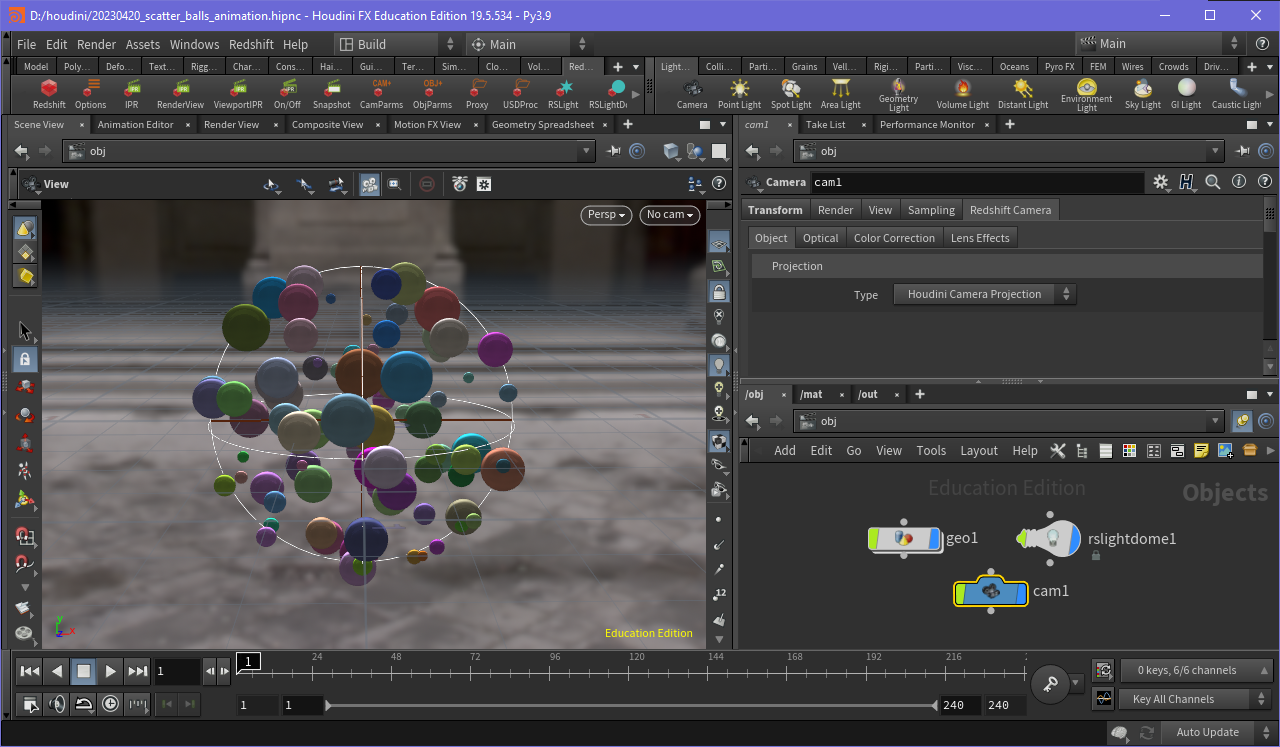 D:/houdini/20230420_scatter_balls_animation.hipnc - Houdini FX Education Edition 19.5.534 - Py3.9
File Edit Render Assets Windows Redshift Help Build Main Main
Model Poly... Defo... Text... Rigg... Char... Cons... Hai... Gui... Ter... Sim... Clo... Vol... Red...
Light... Colli... Parti... Grains Vell... Rigi... Parti... Visc... Oceans Pyro FX FEM Wires Crowds Driv...
Redshift Options IPR RenderView ViewportIPR On/Off Snapshot CAM+ CamParms OBJ+ ObjParms Proxy USDProc RSLight RSLightDo
Camera Point Light Spot Light Area Light Geometry Light Volume Light Distant Light Environment Light Sky Light GI Light Caustic Light
Scene View Animation Editor Render View Composite View Motion FX View Geometry Spreadsheet
cam1 Take List Performance Monitor
obj
obj
View
Camera cam1
Persp No cam
Transform Render View Sampling Redshift Camera
Object Optical Color Correction Lens Effects
Projection
Type Houdini Camera Projection
/obj /mat /out
obj
Add Edit Go View Tools Layout Help
Education Edition Objects
geo1 rslightdome1
cam1
12
y
x
Education Edition
1 1 24 48 72 96 120 144 168 192 216
0 keys, 6/6 channels
1 1 240 240
Key All Channels
Auto Update